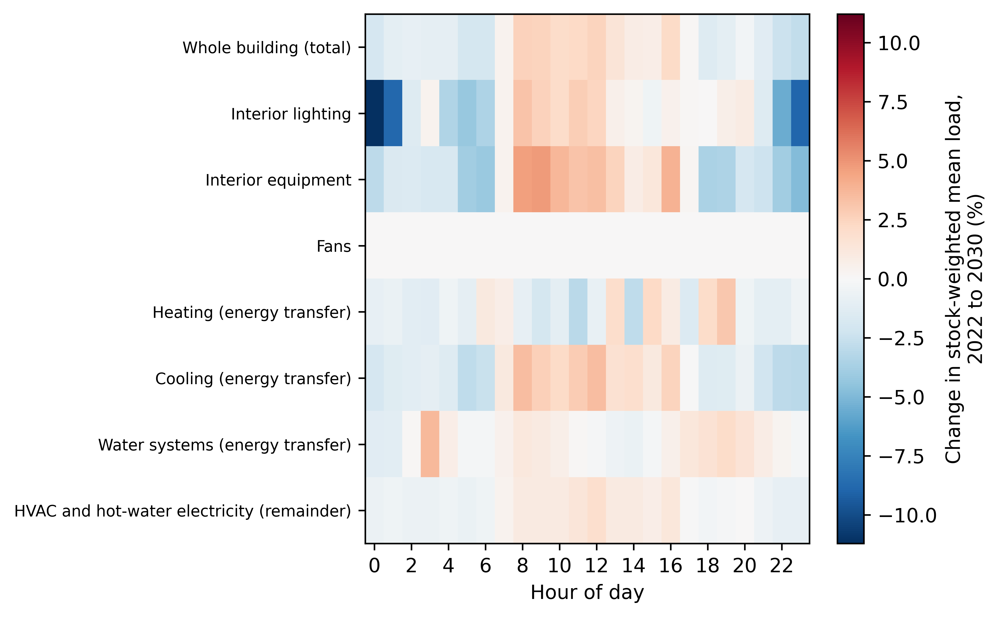 Whole building (total)
Interior lighting
Interior equipment
Fans
Heating (energy transfer)
Cooling (energy transfer)
Water systems (energy transfer)
HVAC and hot-water electricity (remainder)
0 2 4 6 8 10 12 14 16 18 20 22
Hour of day
10.0
7.5
5.0
2.5
0.0
−2.5
−5.0
−7.5
−10.0
Change in stock-weighted mean load,
2022 to 2030 (%)